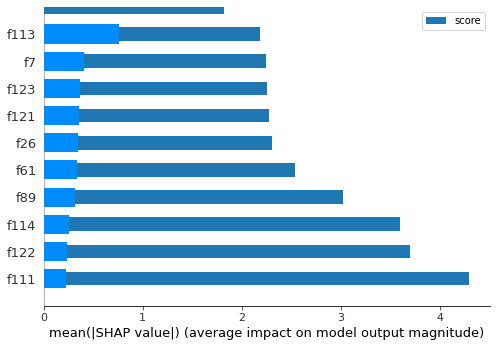 score
f113
f7
f123
f121
f26
f61
f89
f114
f122
f111
0 1 2 3 4
mean(|SHAP value|) (average impact on model output magnitude)